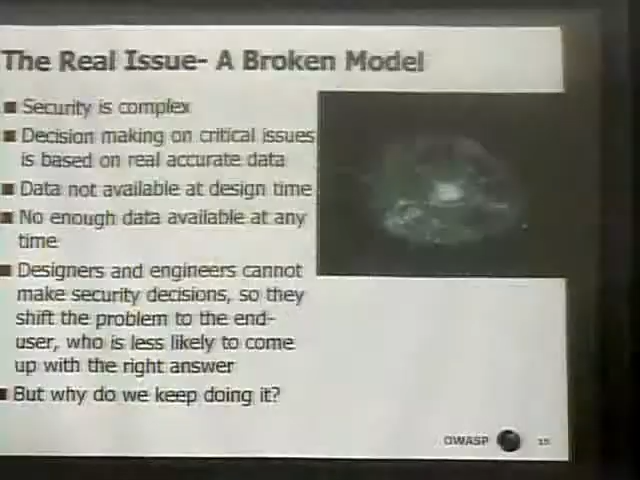 The Real Issue- A Broken Model
Security is complex
Decision making on critical issues
is based on real accurate data
Data not available at design time
No enough data available at any
time
Designers and engineers cannot
make security decisions, so they
shift the problem to the end-
user, who is less likely to come
up with the right answer
But why do we keep doing it?
OWASP
15